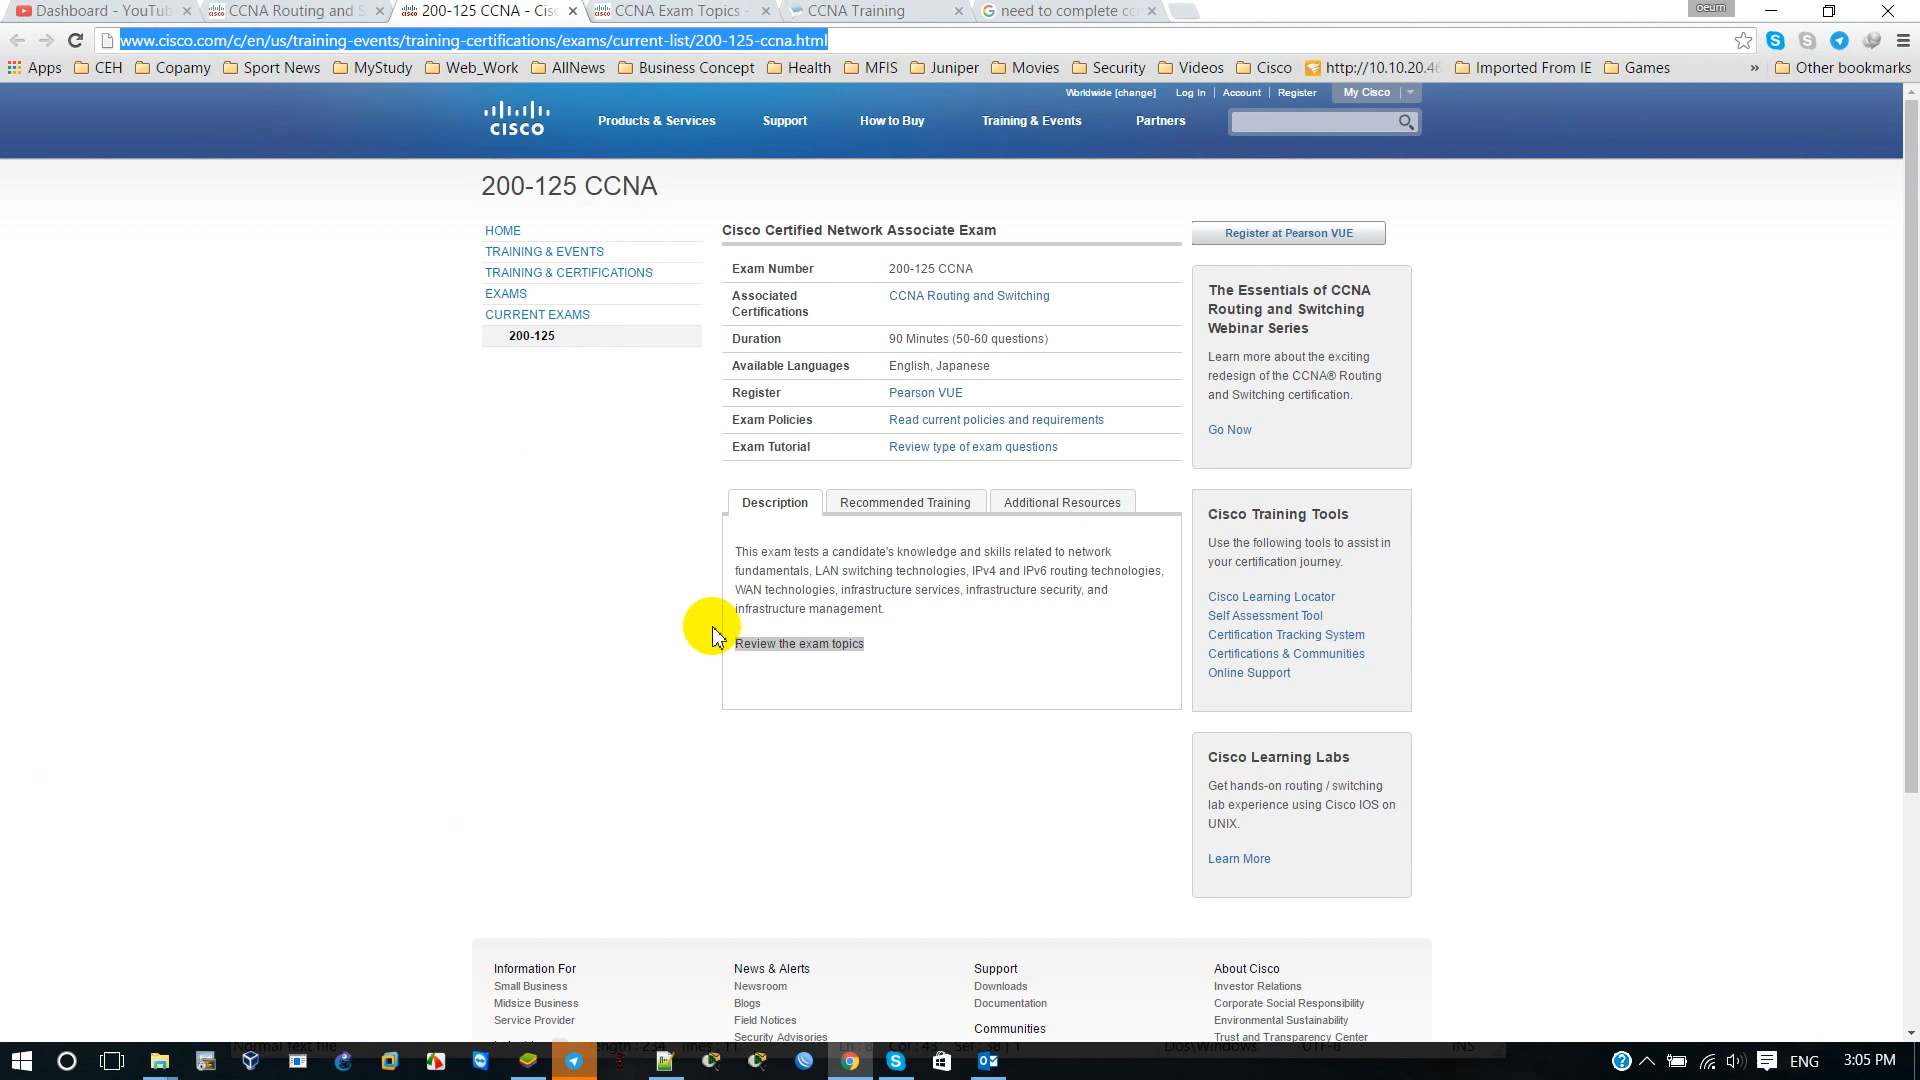 Dashboard - YouTub
CCNA Routing and S
200-125 CCNA - Cisc
CCNA Exam Topics -
CCNA Training
need to complete cc
oeurn
www.cisco.com/c/en/us/training-events/training-certifications/exams/current-list/200-125-ccna.html
Apps CEH Copamy Sport News MyStudy Web_Work AllNews Business Concept Health MFIS Juniper Movies Security Videos Cisco http://10.10.20.46 Imported From IE Games » Other bookmarks
Worldwide [change] Log In Account Register My Cisco
CISCO
Products & Services Support How to Buy Training & Events Partners
200-125 CCNA
HOME
TRAINING & EVENTS
TRAINING & CERTIFICATIONS
EXAMS
CURRENT EXAMS
200-125
Cisco Certified Network Associate Exam
Exam Number 200-125 CCNA
Associated Certifications CCNA Routing and Switching
Duration 90 Minutes (50-60 questions)
Available Languages English, Japanese
Register Pearson VUE
Exam Policies Read current policies and requirements
Exam Tutorial Review type of exam questions
Description Recommended Training Additional Resources
This exam tests a candidate's knowledge and skills related to network
fundamentals, LAN switching technologies, IPv4 and IPv6 routing technologies,
WAN technologies, infrastructure services, infrastructure security, and
infrastructure management.
Review the exam topics
Register at Pearson VUE
The Essentials of CCNA
Routing and Switching
Webinar Series
Learn more about the exciting
redesign of the CCNA® Routing
and Switching certification.
Go Now
Cisco Training Tools
Use the following tools to assist in
your certification journey.
Cisco Learning Locator
Self Assessment Tool
Certification Tracking System
Certifications & Communities
Online Support
Cisco Learning Labs
Get hands-on routing / switching
lab experience using Cisco IOS on
UNIX.
Learn More
Information For
Small Business
Midsize Business
Service Provider
News & Alerts
Newsroom
Blogs
Field Notices
Security Advisories
Support
Downloads
Documentation
Communities
About Cisco
Investor Relations
Corporate Social Responsibility
Environmental Sustainability
Trust and Transparency Center
Normal text file
ENG 3:05 PM